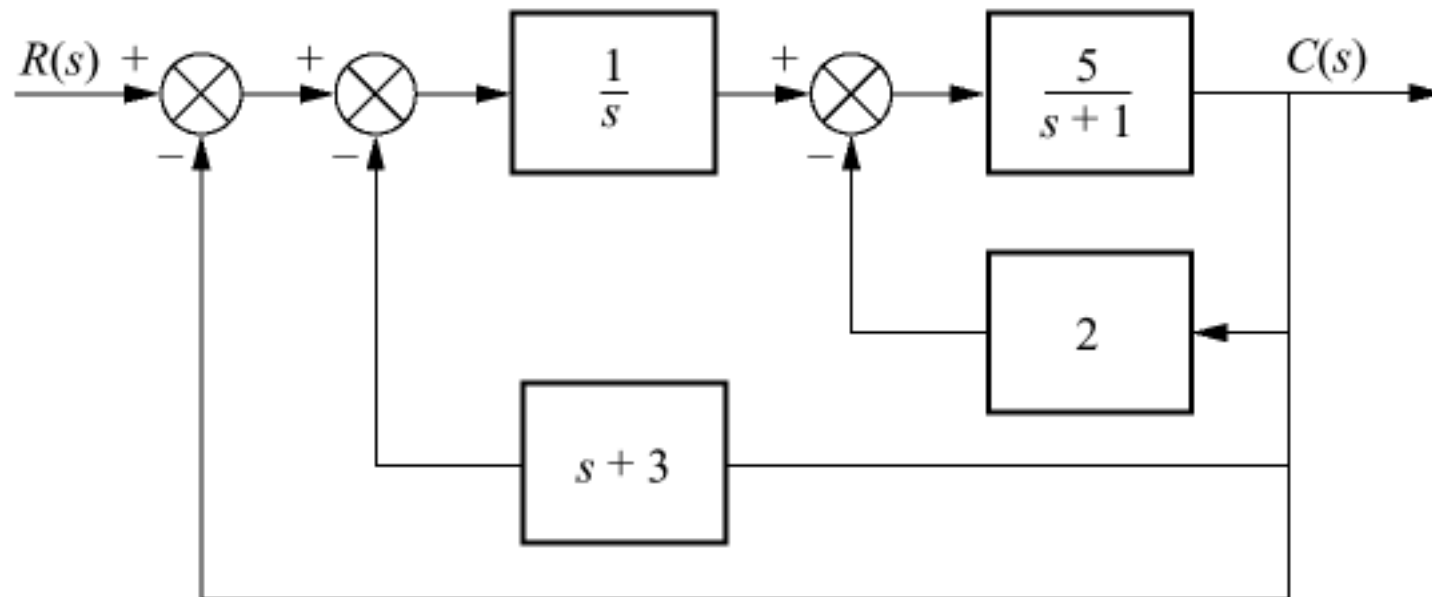 R(s) + + 1/s + 5/(s + 1) C(s)
− − −
2
s + 3